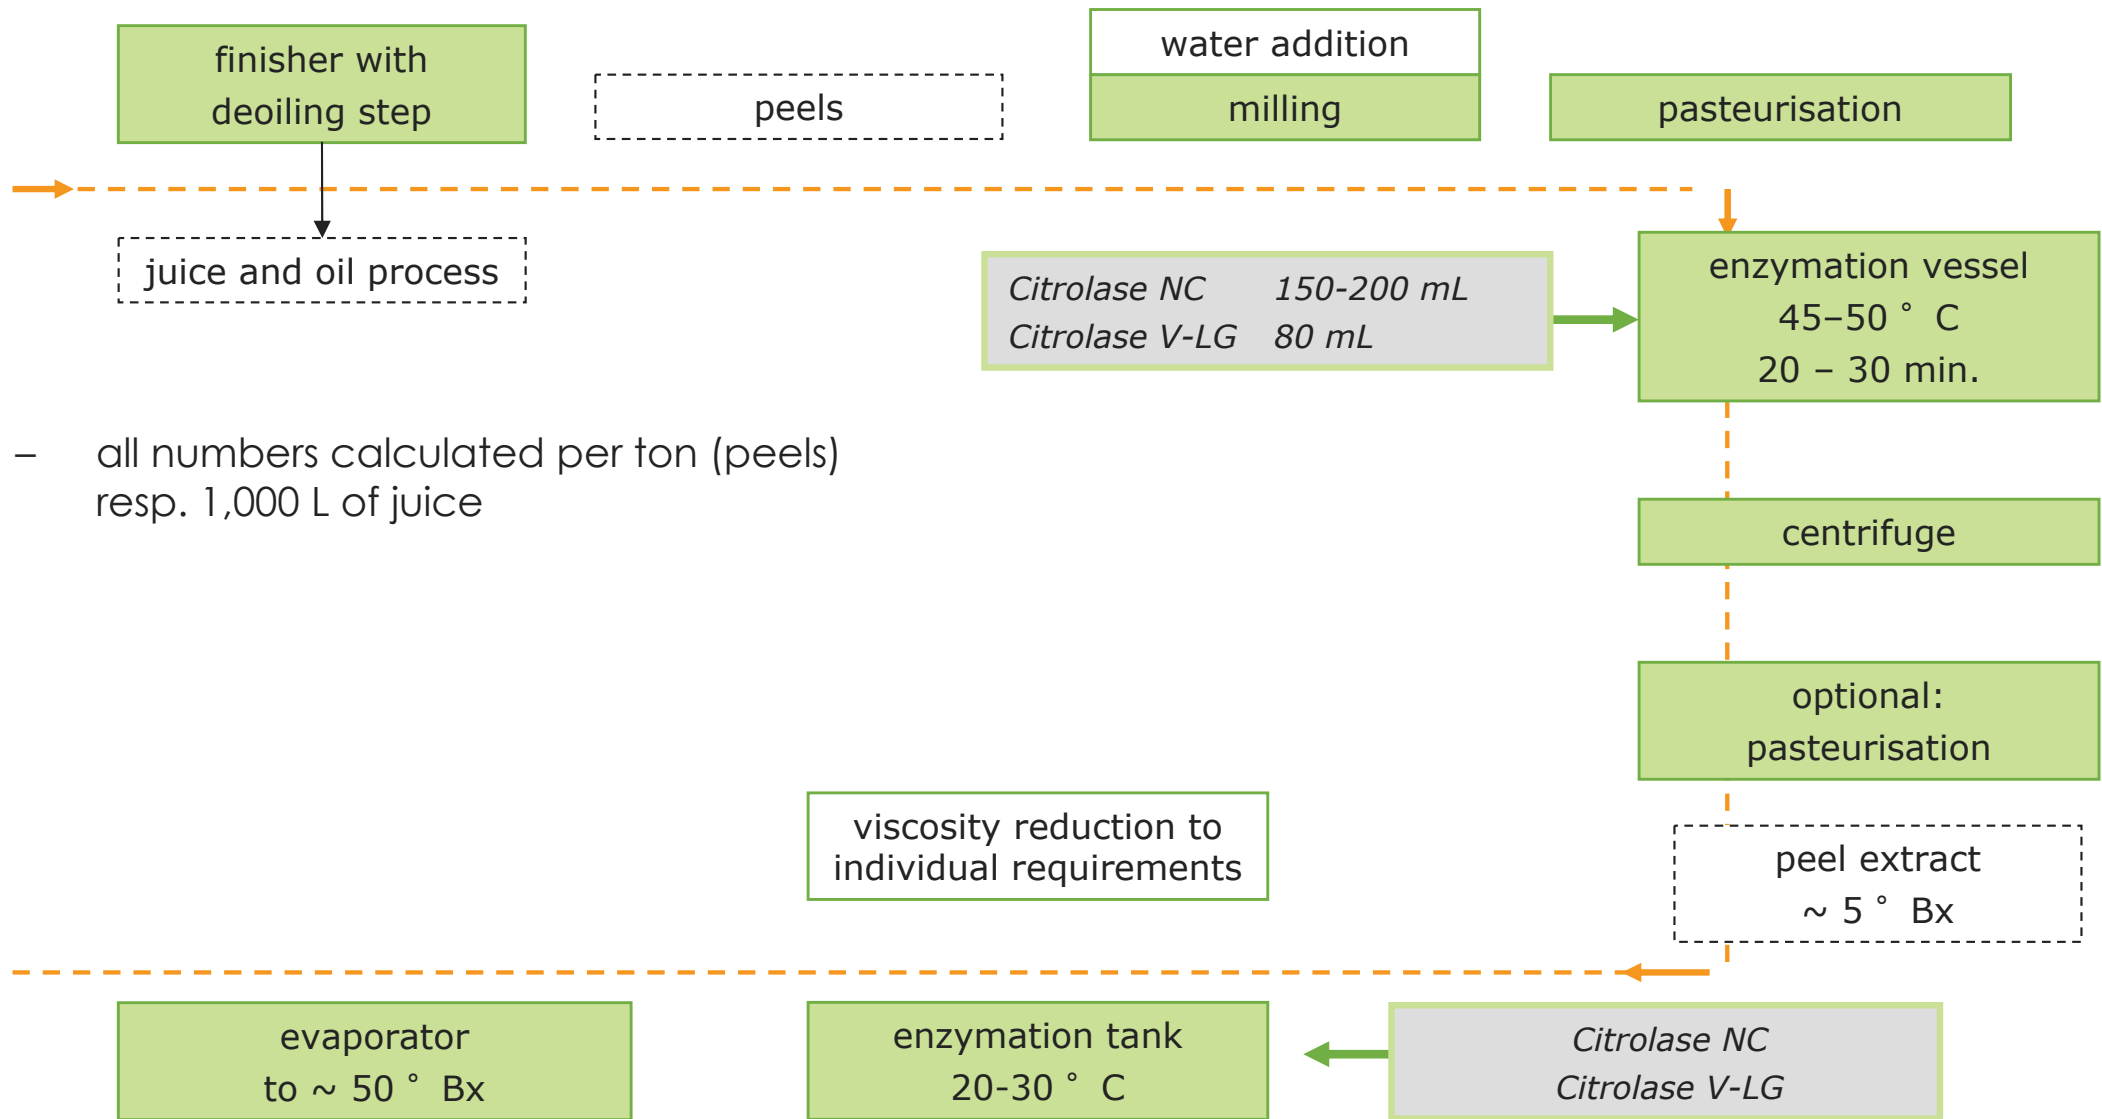 finisher with
deoiling step
peels
water addition
milling
pasteurisation
juice and oil process
Citrolase NC 150-200 mL
Citrolase V-LG 80 mL
enzymation vessel
45–50 ° C
20 – 30 min.
– all numbers calculated per ton (peels)
resp. 1,000 L of juice
centrifuge
optional:
pasteurisation
viscosity reduction to
individual requirements
peel extract
~ 5 ° Bx
evaporator
to ~ 50 ° Bx
enzymation tank
20-30 ° C
Citrolase NC
Citrolase V-LG